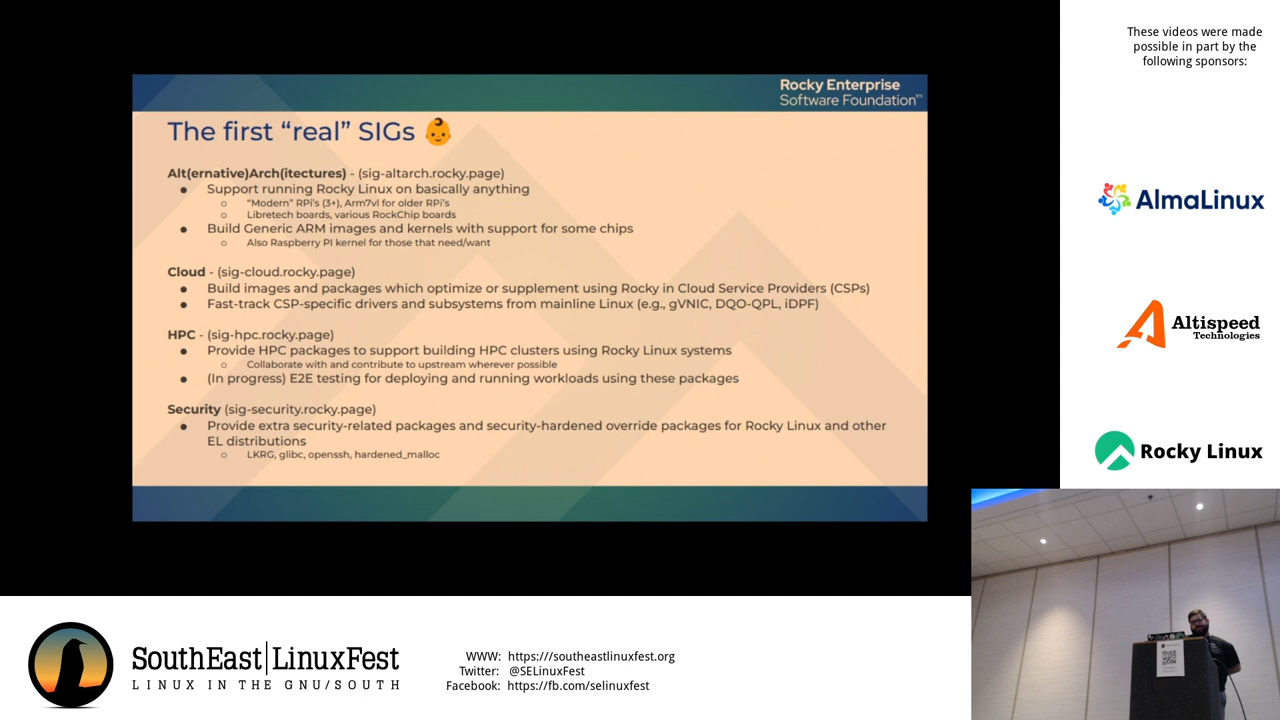 These videos were made
possible in part by the
following sponsors:
Rocky Enterprise
Software Foundation™
The first “real” SIGs
Alt(ernative)Arch(itectures) - (sig-altarch.rocky.page)
● Support running Rocky Linux on basically anything
○ “Modern” RPi’s (3+), Arm7vl for older RPi’s
○ Libretech boards, various RockChip boards
● Build Generic ARM images and kernels with support for some chips
○ Also Raspberry PI kernel for those that need/want
Cloud - (sig-cloud.rocky.page)
● Build images and packages which optimize or supplement using Rocky in Cloud Service Providers (CSPs)
● Fast-track CSP-specific drivers and subsystems from mainline Linux (e.g., gVNIC, DQO-QPL, iDPF)
HPC - (sig-hpc.rocky.page)
● Provide HPC packages to support building HPC clusters using Rocky Linux systems
○ Collaborate with and contribute to upstream wherever possible
● (In progress) E2E testing for deploying and running workloads using these packages
Security (sig-security.rocky.page)
● Provide extra security-related packages and security-hardened override packages for Rocky Linux and other
EL distributions
○ LKRG, glibc, openssh, hardened_malloc
AlmaLinux
Altispeed
Technologies
Rocky Linux
SouthEast|LinuxFest
LINUX IN THE GNU/SOUTH
WWW: https:///southeastlinuxfest.org
Twitter: @SELinuxFest
Facebook: https://fb.com/selinuxfest